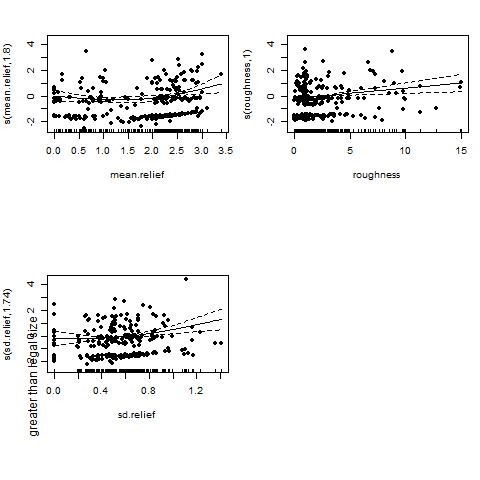 s(mean.relief,1.8)
4
2
0
-2
0.0 0.5 1.0 1.5 2.0 2.5 3.0 3.5
mean.relief
s(roughness,1)
4
2
0
-2
0 5 10 15
roughness
s(sd.relief,1.74)
greater than legal size
4
2
0
-2
0.0 0.4 0.8 1.2
sd.relief